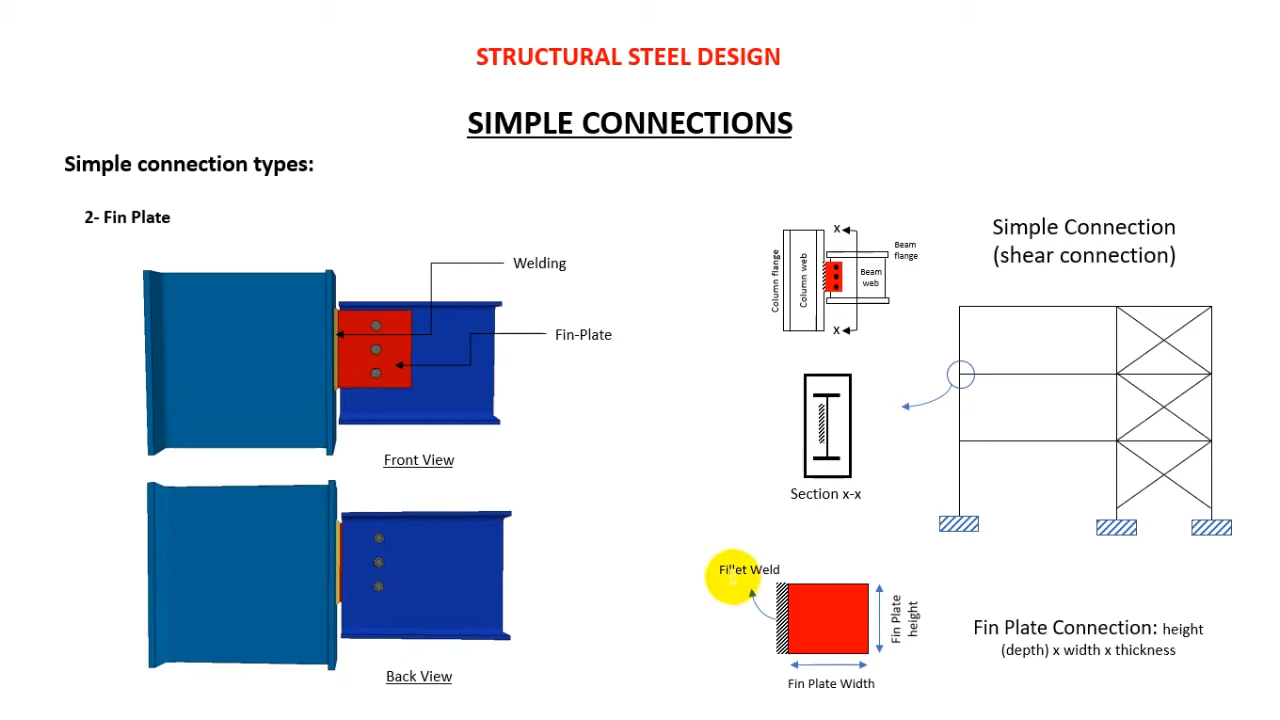 STRUCTURAL STEEL DESIGN
SIMPLE CONNECTIONS
Simple connection types:
2- Fin Plate
Welding
Fin-Plate
Front View
Back View
X
X
Column flange
Column web
Beam
flange
Beam
web
Section x-x
Simple Connection
(shear connection)
Fillet Weld
Fin Plate
height
Fin Plate Width
Fin Plate Connection: height
(depth) x width x thickness